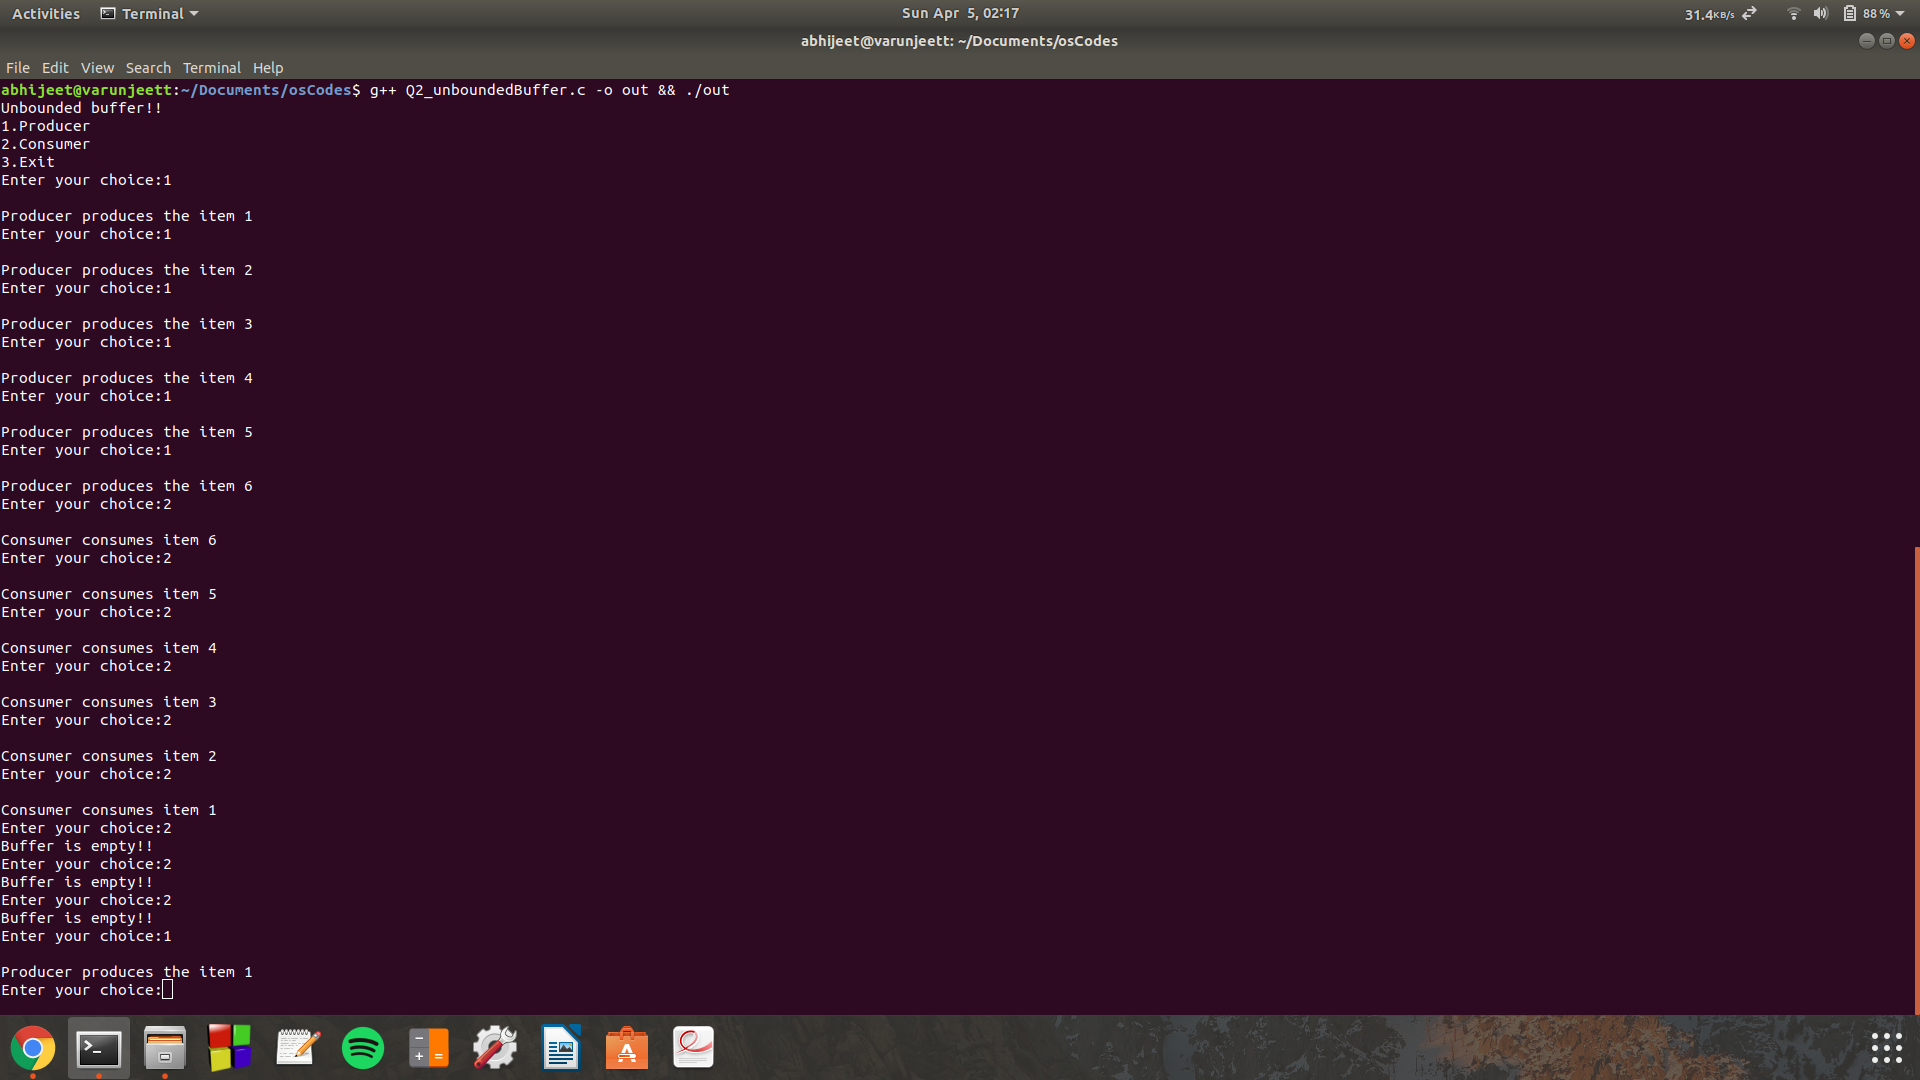 Activities Terminal Sun Apr 5, 02:17 31.4KB/s 88%
abhijeet@varunjeett: ~/Documents/osCodes
File Edit View Search Terminal Help
abhijeet@varunjeett:~/Documents/osCodes$ g++ Q2_unboundedBuffer.c -o out && ./out
Unbounded buffer!!
1.Producer
2.Consumer
3.Exit
Enter your choice:1
Producer produces the item 1
Enter your choice:1
Producer produces the item 2
Enter your choice:1
Producer produces the item 3
Enter your choice:1
Producer produces the item 4
Enter your choice:1
Producer produces the item 5
Enter your choice:1
Producer produces the item 6
Enter your choice:2
Consumer consumes item 6
Enter your choice:2
Consumer consumes item 5
Enter your choice:2
Consumer consumes item 4
Enter your choice:2
Consumer consumes item 3
Enter your choice:2
Consumer consumes item 2
Enter your choice:2
Consumer consumes item 1
Enter your choice:2
Buffer is empty!!
Enter your choice:2
Buffer is empty!!
Enter your choice:2
Buffer is empty!!
Enter your choice:1
Producer produces the item 1
Enter your choice: